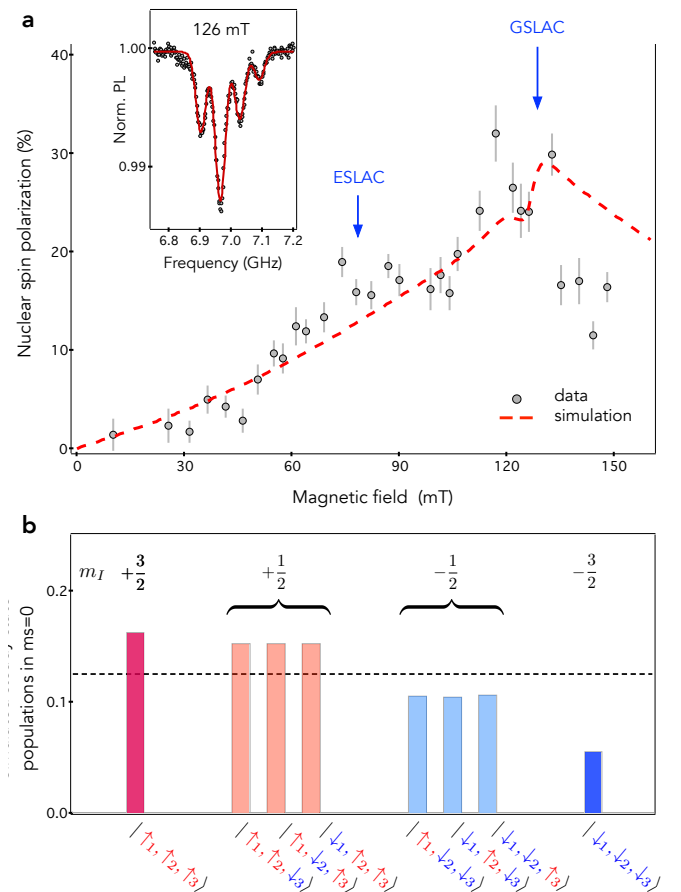 a
GSLAC
126 mT
ESLAC
Norm. PL
1.00
0.99
6.8 6.9 7.0 7.1 7.2
Frequency (GHz)
Nuclear spin polarization (%)
40
30
20
10
0
data
simulation
0 30 60 90 120 150
Magnetic field (mT)
b
m_I +3/2 +1/2 −1/2 −3/2
populations in ms=0
0.2
0.1
0.0
|↑1, ↑2, ↑3⟩
|↑1, ↑2, ↓3⟩
|↑1, ↓2, ↑3⟩
|↓1, ↑2, ↑3⟩
|↑1, ↓2, ↓3⟩
|↓1, ↑2, ↓3⟩
|↓1, ↓2, ↑3⟩
|↓1, ↓2, ↓3⟩